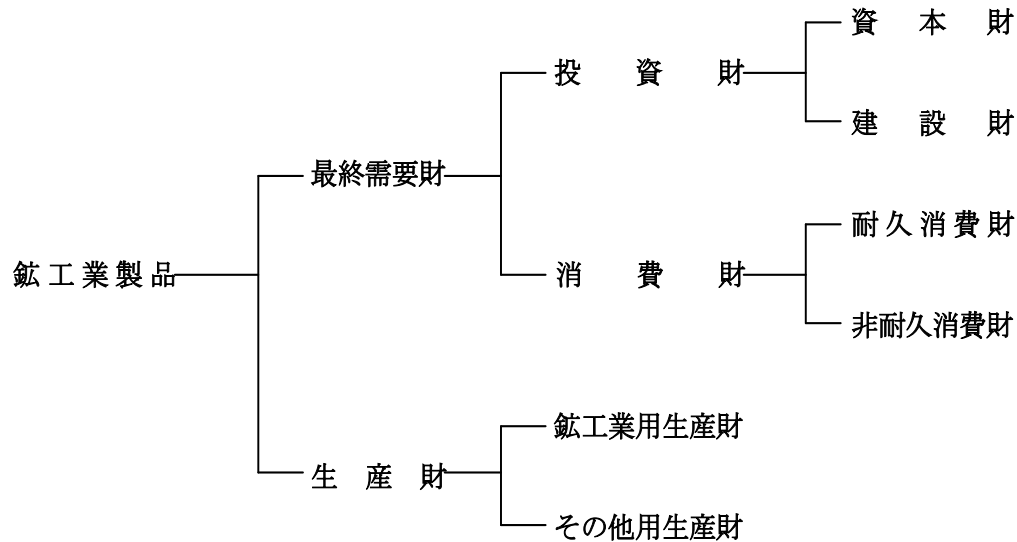 資本財
投資財
建設財
最終需要財
耐久消費財
鉱工業製品
消費財
非耐久消費財
鉱工業用生産財
生産財
その他用生産財